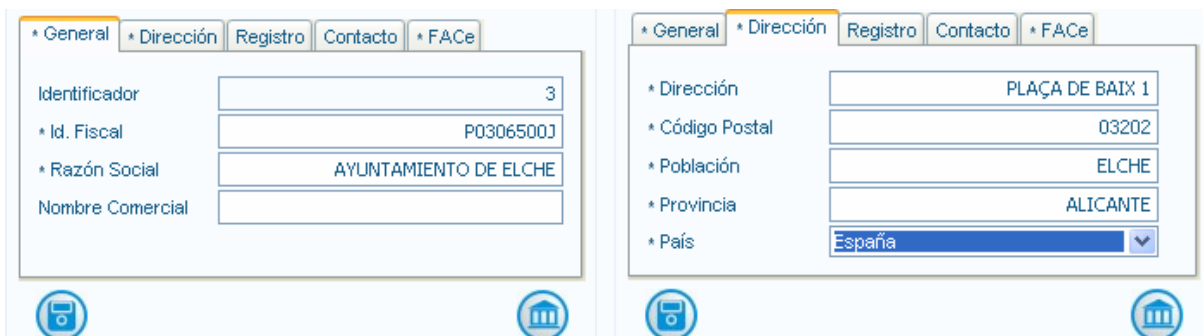 * General * Dirección Registro Contacto * FACe
Identificador 3
* Id. Fiscal P0306500J
* Razón Social AYUNTAMIENTO DE ELCHE
Nombre Comercial
* General * Dirección Registro Contacto * FACe
* Dirección PLAÇA DE BAIX 1
* Código Postal 03202
* Población ELCHE
* Provincia ALICANTE
* País España